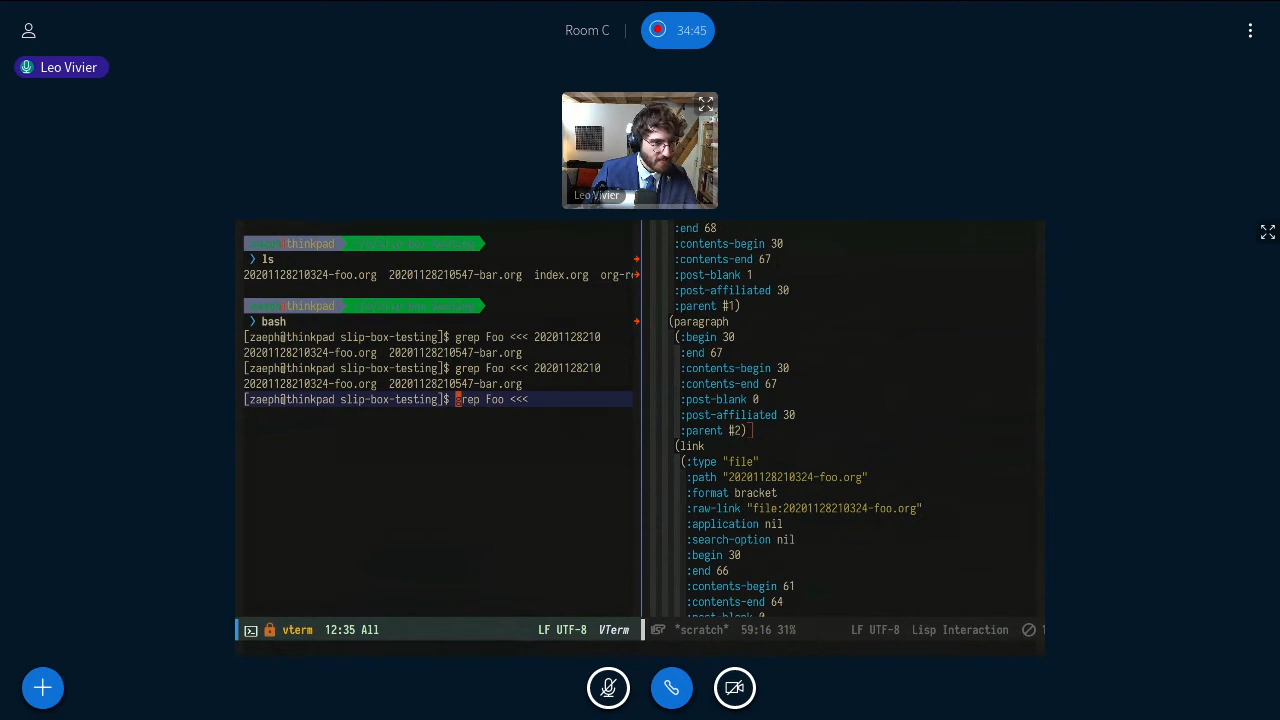 Room C
34:45
Leo Vivier
Leo Vivier
thinkpad
❯ ls
20201128210324-foo.org 20201128210547-bar.org index.org org-r
thinkpad
❯ bash
[zaeph@thinkpad slip-box-testing]$ grep Foo <<< 20201128210
20201128210324-foo.org 20201128210547-bar.org
[zaeph@thinkpad slip-box-testing]$ grep Foo <<< 20201128210
20201128210324-foo.org 20201128210547-bar.org
[zaeph@thinkpad slip-box-testing]$ grep Foo <<<
vterm 12:35 All LF UTF-8 VTerm
:end 68
:contents-begin 30
:contents-end 67
:post-blank 1
:post-affiliated 30
:parent #1)
(paragraph
(:begin 30
:end 67
:contents-begin 30
:contents-end 67
:post-blank 0
:post-affiliated 30
:parent #2)
(link
(:type "file"
:path "20201128210324-foo.org"
:format bracket
:raw-link "file:20201128210324-foo.org"
:application nil
:search-option nil
:begin 30
:end 66
:contents-begin 61
:contents-end 64
:post-blank 0
*scratch* 59:16 31% LF UTF-8 Lisp Interaction